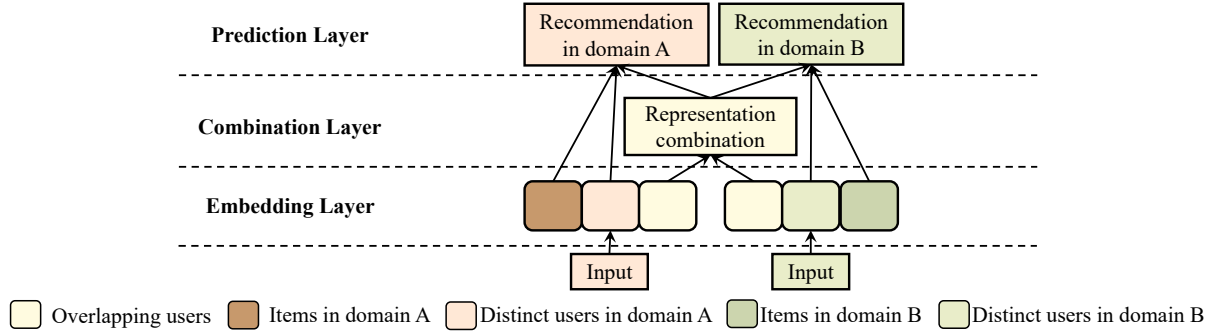 Prediction Layer
Recommendation
in domain A
Recommendation
in domain B
Combination Layer
Representation
combination
Embedding Layer
Input
Input
Overlapping users
Items in domain A
Distinct users in domain A
Items in domain B
Distinct users in domain B